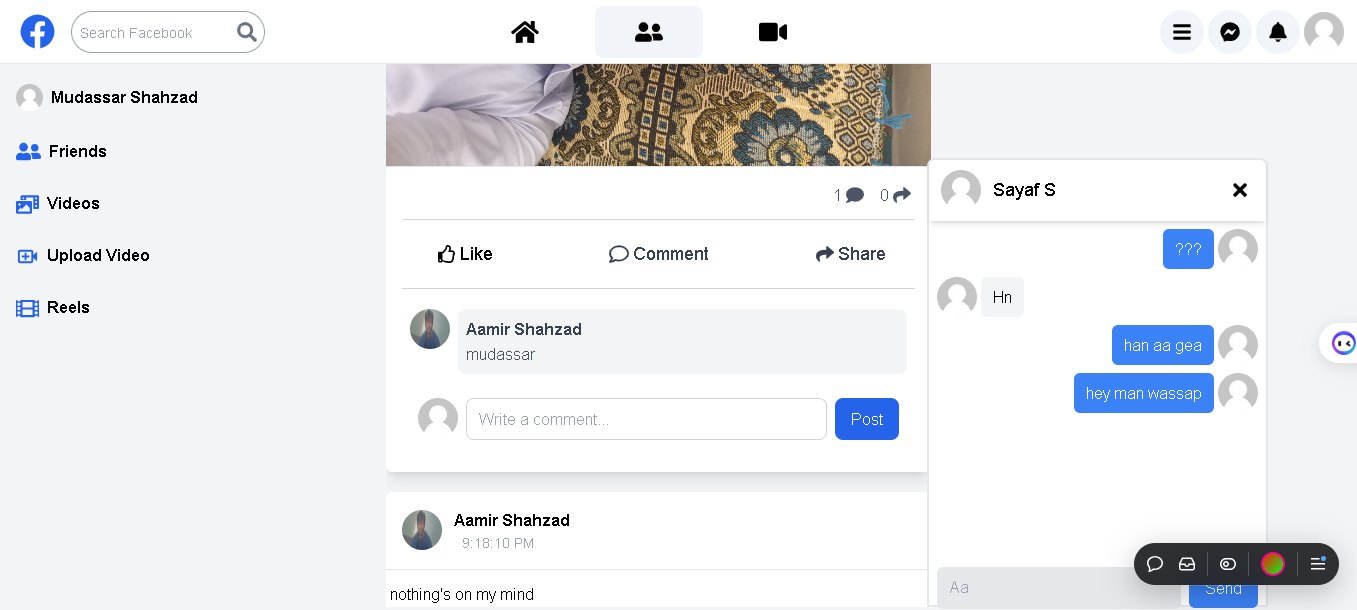 Search Facebook
Mudassar Shahzad
Friends
Videos
Upload Video
Reels
1 0
Like Comment Share
Aamir Shahzad
mudassar
Write a comment...
Post
Aamir Shahzad
9:18:10 PM
nothing's on my mind
Sayaf S
???
Hn
han aa gea
hey man wassap
Aa
Send